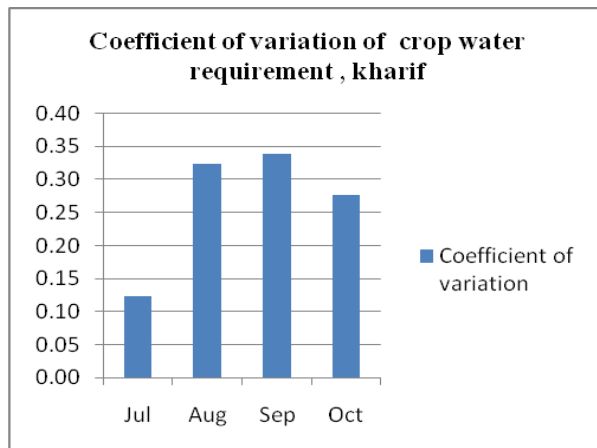 Coefficient of variation of crop water
requirement , kharif
0.40
0.35
0.30
0.25
0.20
0.15
0.10
0.05
0.00
Jul Aug Sep Oct
Coefficient of
variation